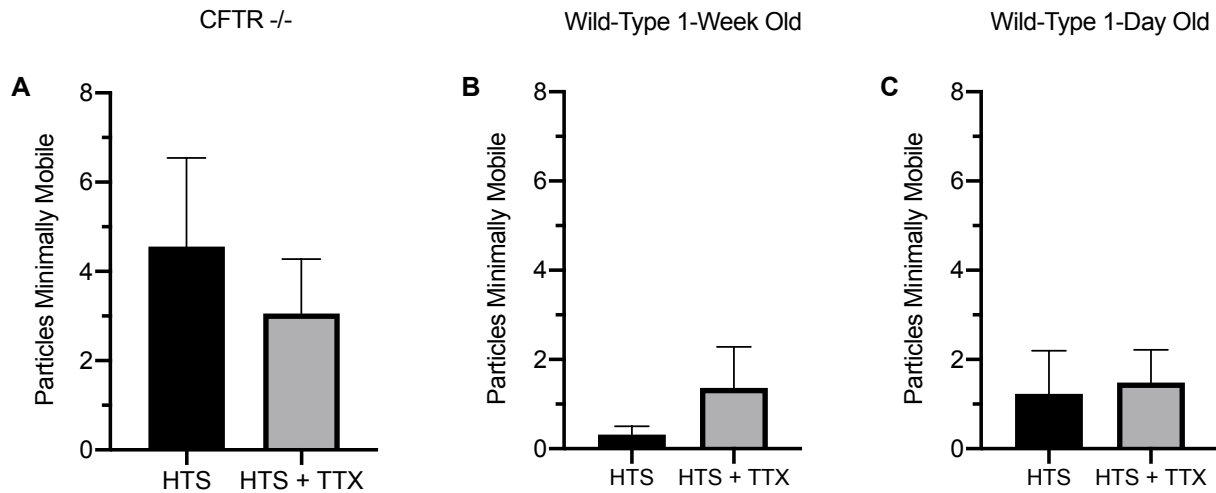 CFTR -/-
Wild-Type 1-Week Old
Wild-Type 1-Day Old
A
Particles Minimally Mobile
8
6
4
2
0
HTS
HTS + TTX
B
Particles Minimally Mobile
8
6
4
2
0
HTS
HTS + TTX
C
Particles Minimally Mobile
8
6
4
2
0
HTS
HTS + TTX